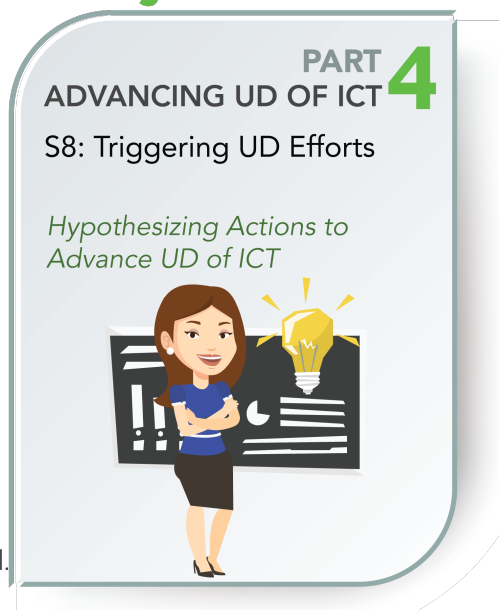 PART 4
ADVANCING UD OF ICT
S8: Triggering UD Efforts
Hypothesizing Actions to
Advance UD of ICT